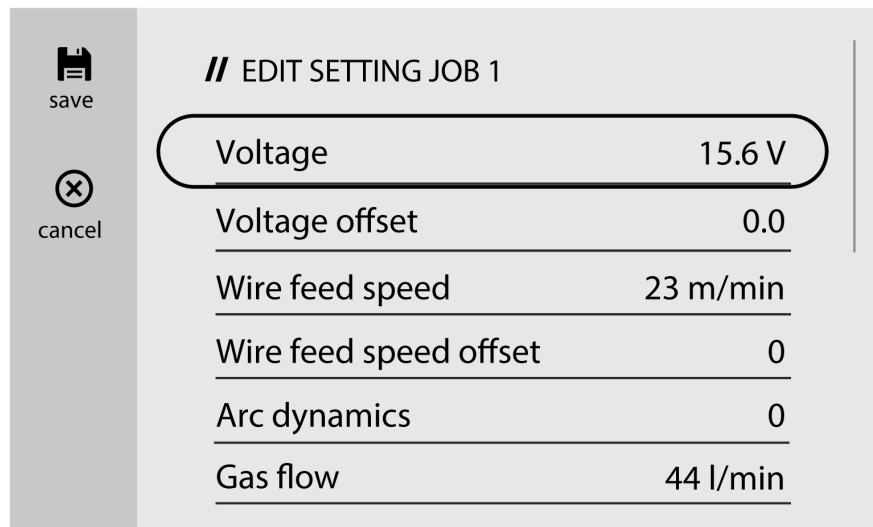 save
cancel
// EDIT SETTING JOB 1
Voltage 15.6 V
Voltage offset 0.0
Wire feed speed 23 m/min
Wire feed speed offset 0
Arc dynamics 0
Gas flow 44 l/min